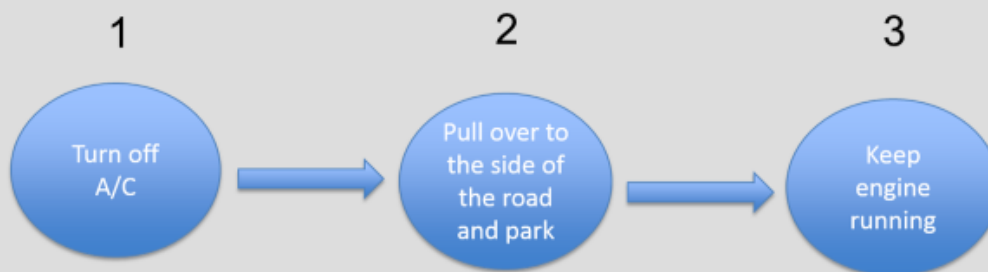 1
2
3
Turn off
A/C
Pull over to
the side of
the road
and park
Keep
engine
running